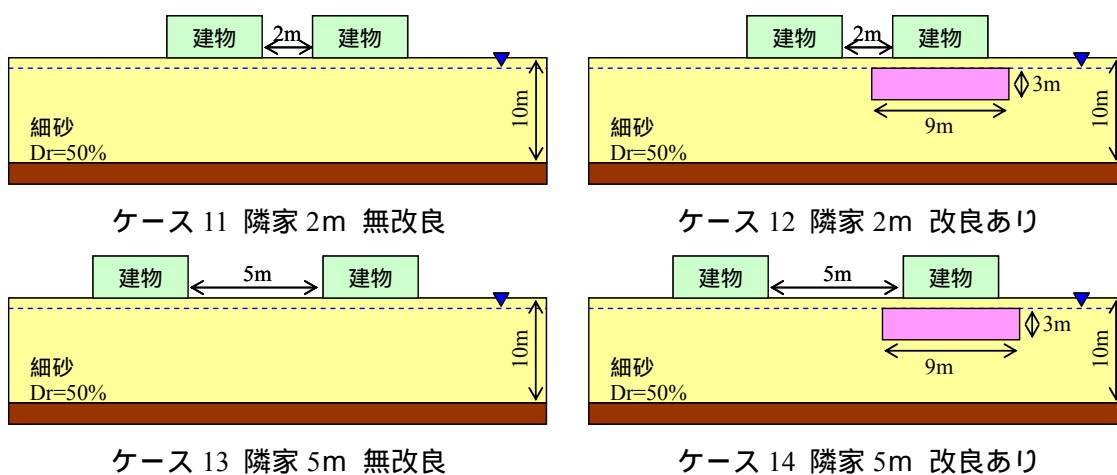 建物 2m 建物
10m
細砂
Dr=50%
ケース 11 隣家 2m 無改良
建物 2m 建物
3m
9m
10m
細砂
Dr=50%
ケース 12 隣家 2m 改良あり
建物 5m 建物
10m
細砂
Dr=50%
ケース 13 隣家 5m 無改良
建物 5m 建物
3m
9m
10m
細砂
Dr=50%
ケース 14 隣家 5m 改良あり